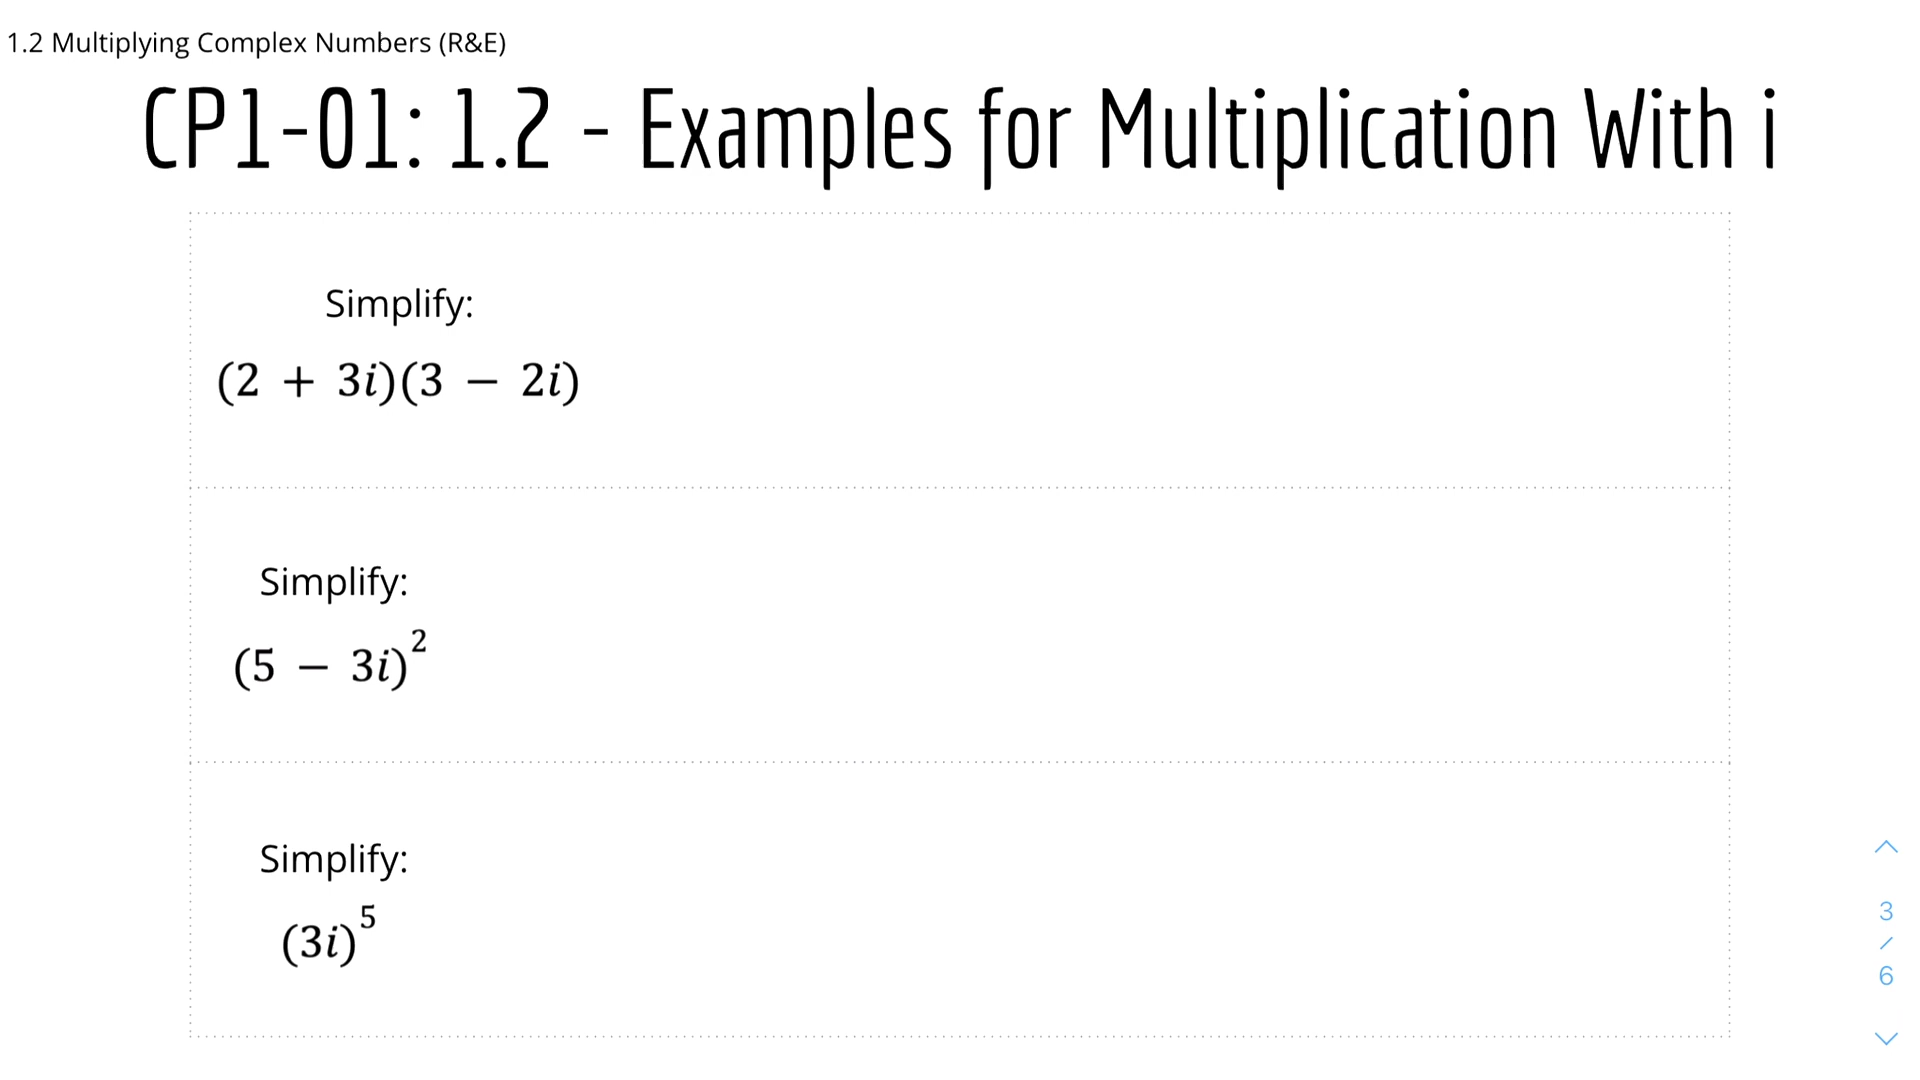 1.2 Multiplying Complex Numbers (R&E)
CP1-01: 1.2 - Examples for Multiplication With i
Simplify:
(2 + 3i)(3 − 2i)
Simplify:
(5 − 3i)²
Simplify:
(3i)⁵
3
/
6